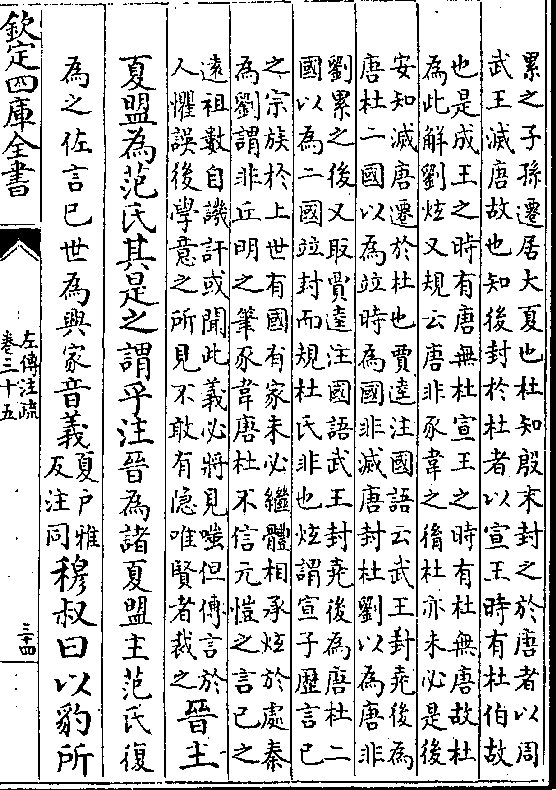 累之子孫遷居大夏也杜知殷末封之於唐者以周
武王滅唐故也知後封於杜者以宣王時有杜伯故
也是成王之時有唐無杜宣王之時有杜無唐故杜
為此解劉炫又規云唐非豕韋之𦙍杜亦未必是後
安知滅唐遷於杜也賈逵注國語云武王封堯後為
唐杜二國以為竝時為國非滅唐封杜劉以為唐非
劉累之後又取賈逵注國語武王封堯後為唐杜二
國以為二國竝封而規杜氏非也炫謂宣子歷言己
之宗族於上世有國有家未必繼體相承炫於處秦
為劉謂非丘明之筆豕韋唐杜不信元愷之言己之
遠祖數自譏訐或聞此義必將見嗤但傳言於
人懼誤後學意之所見不敢有隐唯賢者裁之
晉主
夏盟為范氏其是之謂乎注晉為諸夏盟主范氏復
為之佐言已世為興家音義
夏戶雅
反注同
穆叔曰以豹所
欽定四庫全書
左傳注疏
卷三十五
三十四